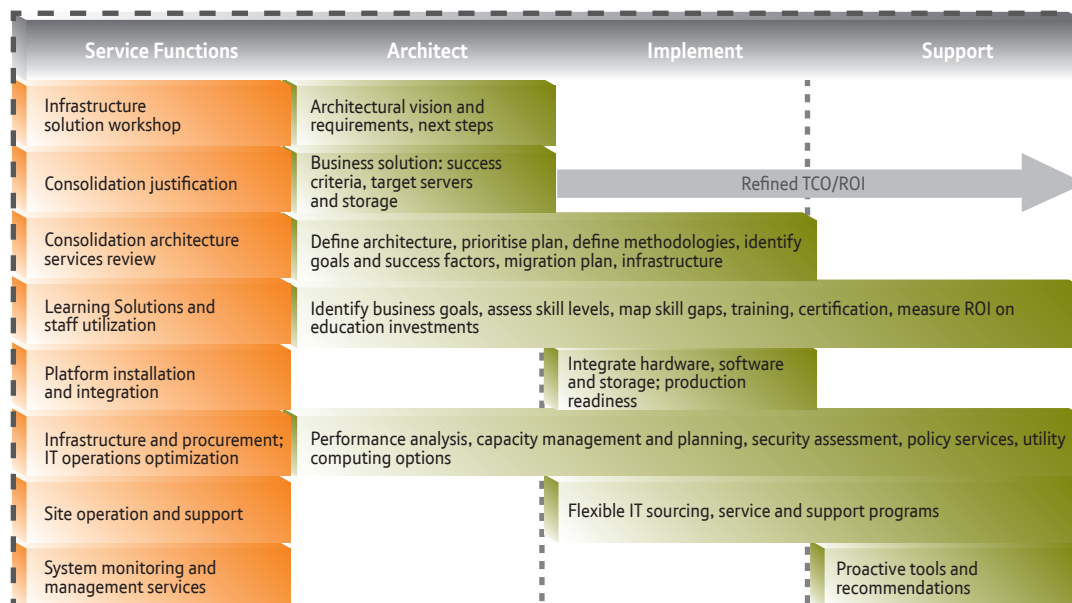 Service Functions Architect Implement Support
Infrastructure
solution workshop
Architectural vision and
requirements, next steps
Consolidation justification
Business solution: success
criteria, target servers
and storage
Refined TCO/ROI
Consolidation architecture
services review
Define architecture, prioritise plan, define methodologies, identify
goals and success factors, migration plan, infrastructure
Learning Solutions and
staff utilization
Identify business goals, assess skill levels, map skill gaps, training, certification, measure ROI on
education investments
Platform installation
and integration
Integrate hardware, software
and storage; production
readiness
Infrastructure and procurement;
IT operations optimization
Performance analysis, capacity management and planning, security assessment, policy services, utility
computing options
Site operation and support
Flexible IT sourcing, service and support programs
System monitoring and
management services
Proactive tools and
recommendations